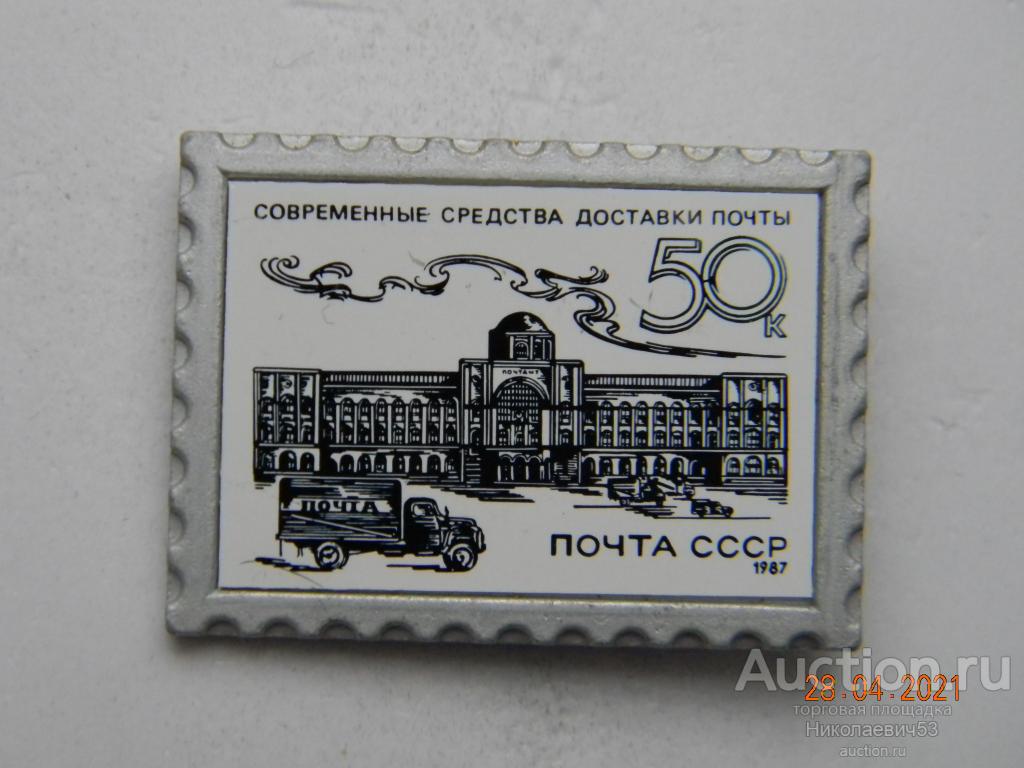 СОВРЕМЕННЫЕ СРЕДСТВА ДОСТАВКИ ПОЧТЫ
50
К
ПОЧТАМТ
ПОЧТА
ПОЧТА СССР
1987
Auction.ru
28.04.2021
торговая площадка
Николаевич53
auction.ru